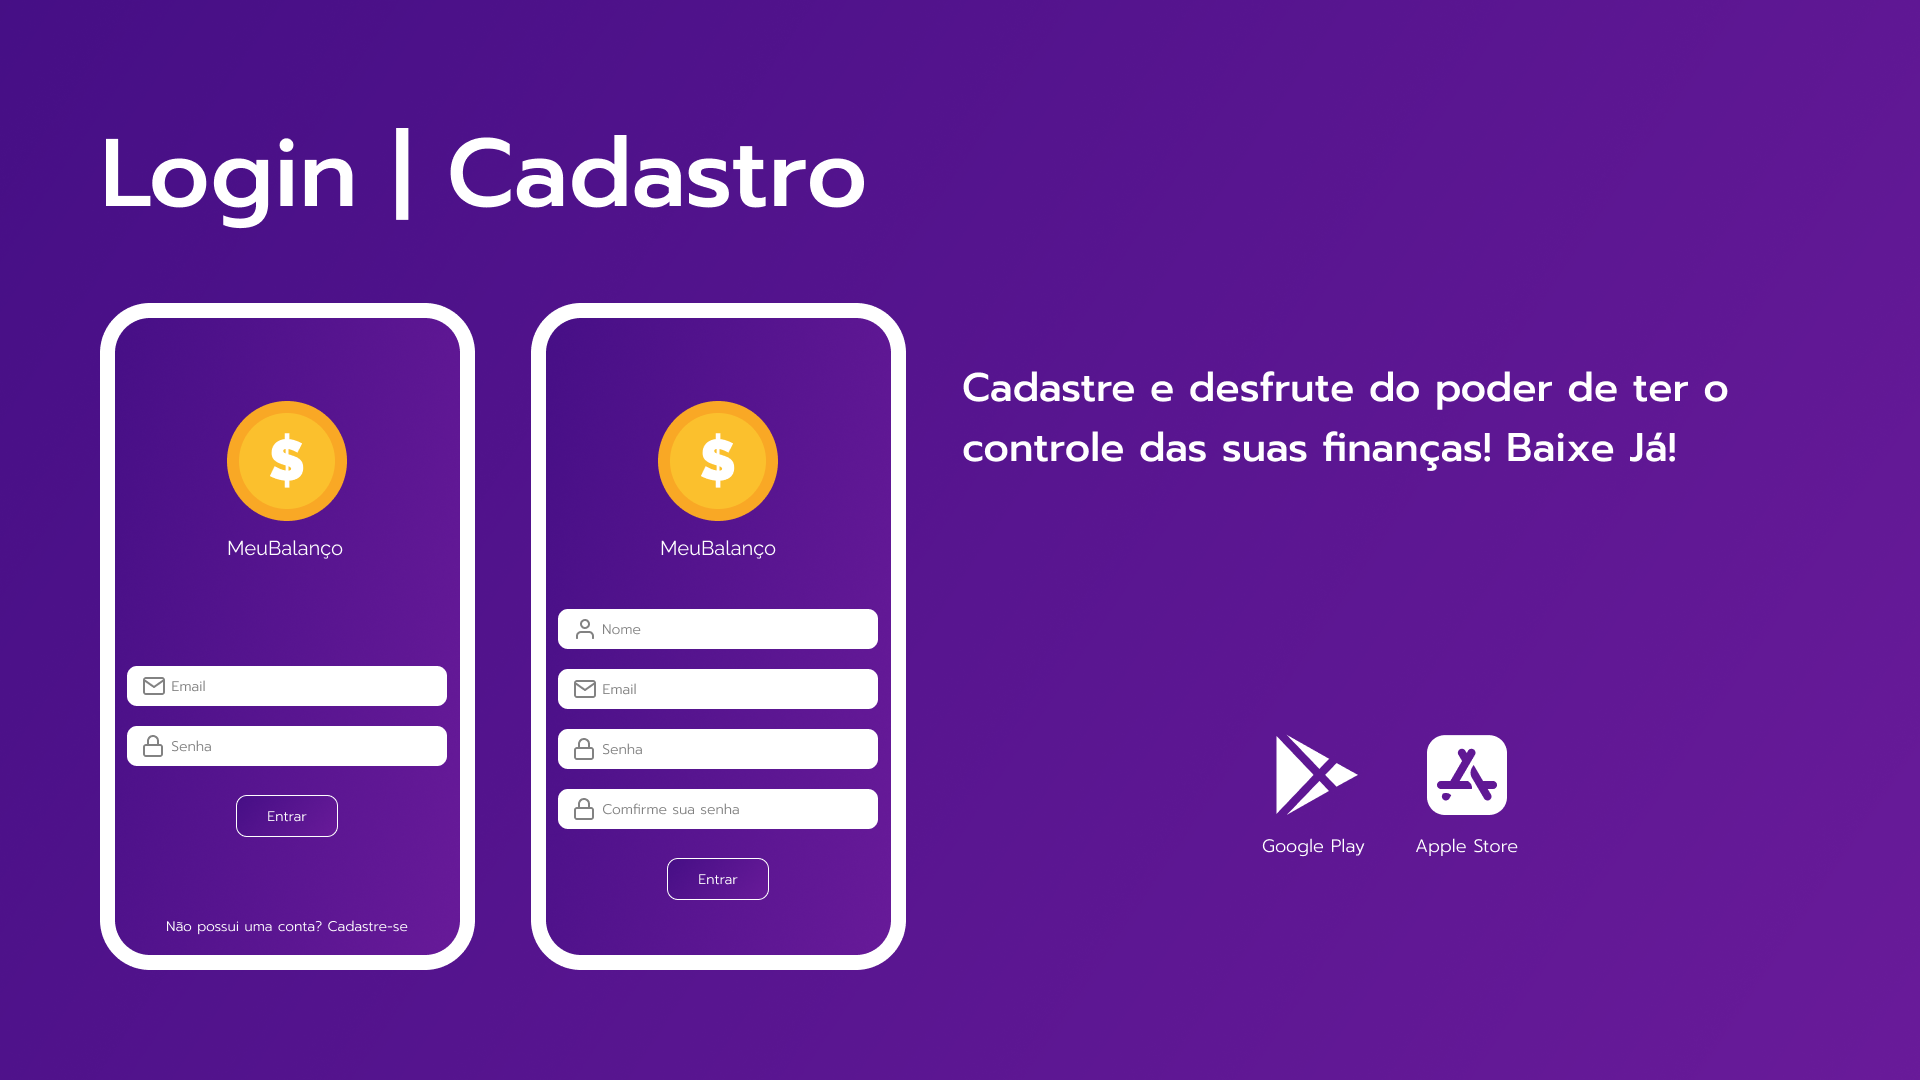 Login | Cadastro
$
MeuBalanço
Email
Senha
Entrar
Não possui uma conta? Cadastre-se
$
MeuBalanço
Nome
Email
Senha
Comfirme sua senha
Entrar
Cadastre e desfrute do poder de ter o
controle das suas finanças! Baixe Já!
Google Play
Apple Store